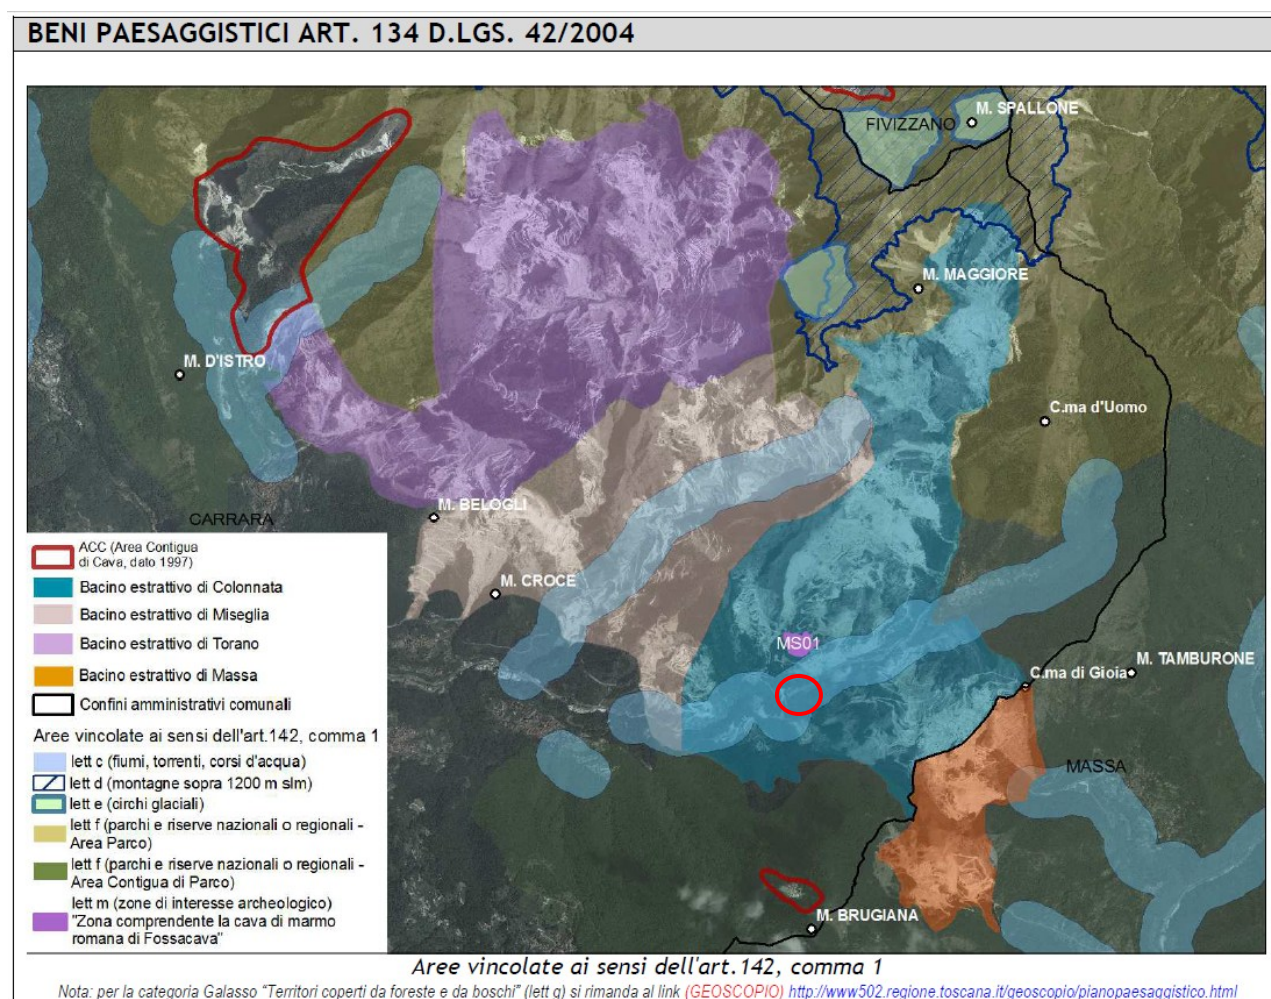 BENI PAESAGGISTICI ART. 134 D.LGS. 42/2004
M. SPALLONE
FIVIZZANO
M. MAGGIORE
M. D'ISTRO
C.ma d'Uomo
M. BELOGLI
CARRARA
M. CROCE
MS01
M. TAMBURONE
C.ma di Gioia
MASSA
M. BRUGIANA
ACC (Area Contigua
di Cava, dato 1997)
Bacino estrattivo di Colonnata
Bacino estrattivo di Miseglia
Bacino estrattivo di Torano
Bacino estrattivo di Massa
Confini amministrativi comunali
Aree vincolate ai sensi dell'art.142, comma 1
lett c (fiumi, torrenti, corsi d'acqua)
lett d (montagne sopra 1200 m slm)
lett e (circhi glaciali)
lett f (parchi e riserve nazionali o regionali -
Area Parco)
lett f (parchi e riserve nazionali o regionali -
Area Contigua di Parco)
lett m (zone di interesse archeologico)
"Zona comprendente la cava di marmo
romana di Fossacava"
Aree vincolate ai sensi dell'art.142, comma 1
Nota: per la categoria Galasso "Territori coperti da foreste e da boschi" (lett g) si rimanda al link (GEOSCOPIO) http://www502.regione.toscana.it/geoscopio/pianopaesaggistico.html